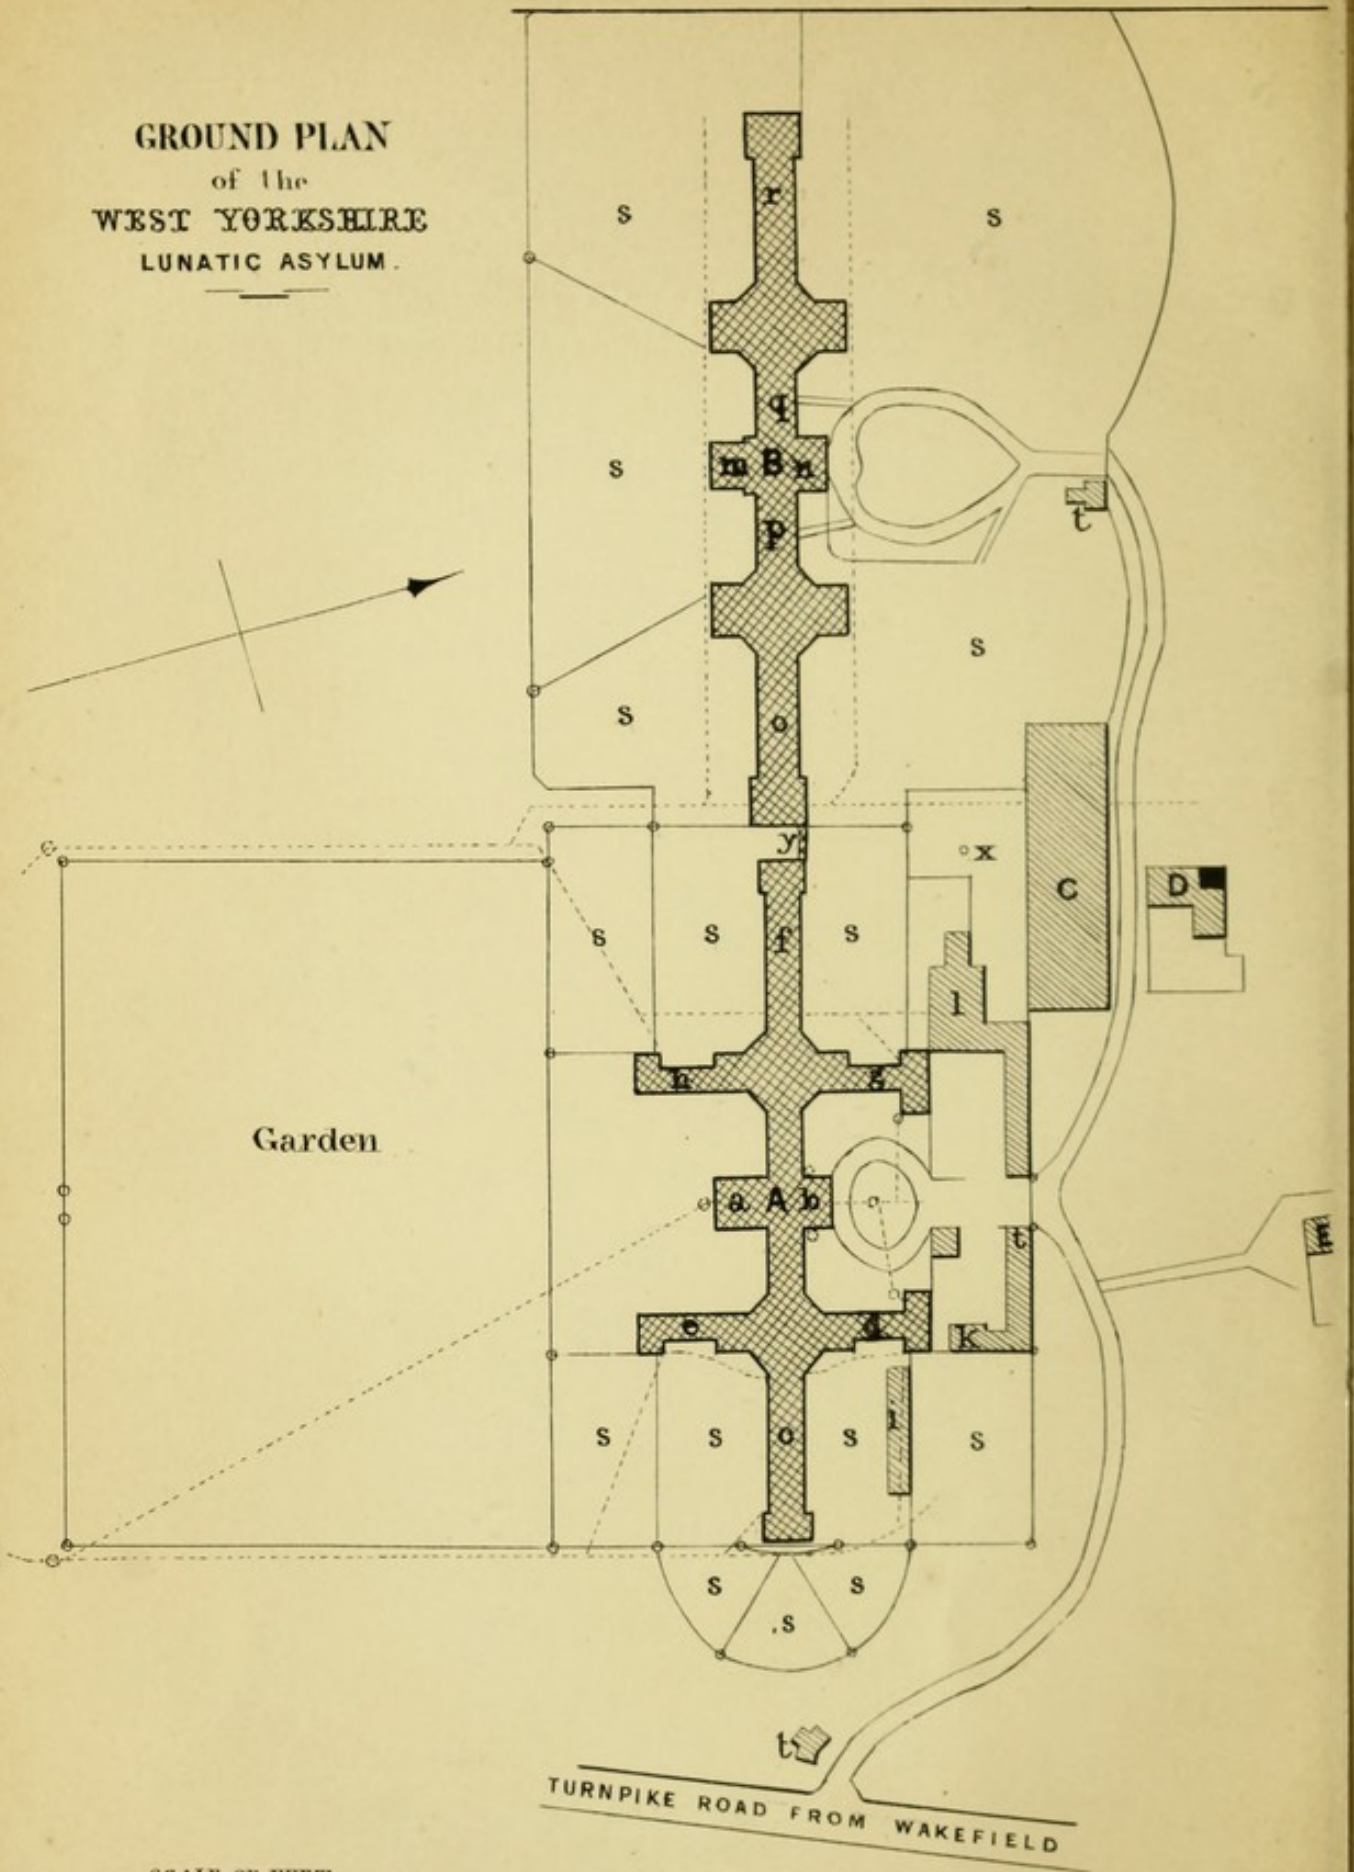 GROUND PLAN
of the
WEST YORKSHIRE
LUNATIC ASYLUM.
r
s
s
q
s
m B n
p
t
s
s
o
y
x
C
D
s
s
f
s
l
h
g
Garden
a A b
t
e
d
k
s
s
o
s
s
s
s
.s
t
TURNPIKE ROAD FROM WAKEFIELD